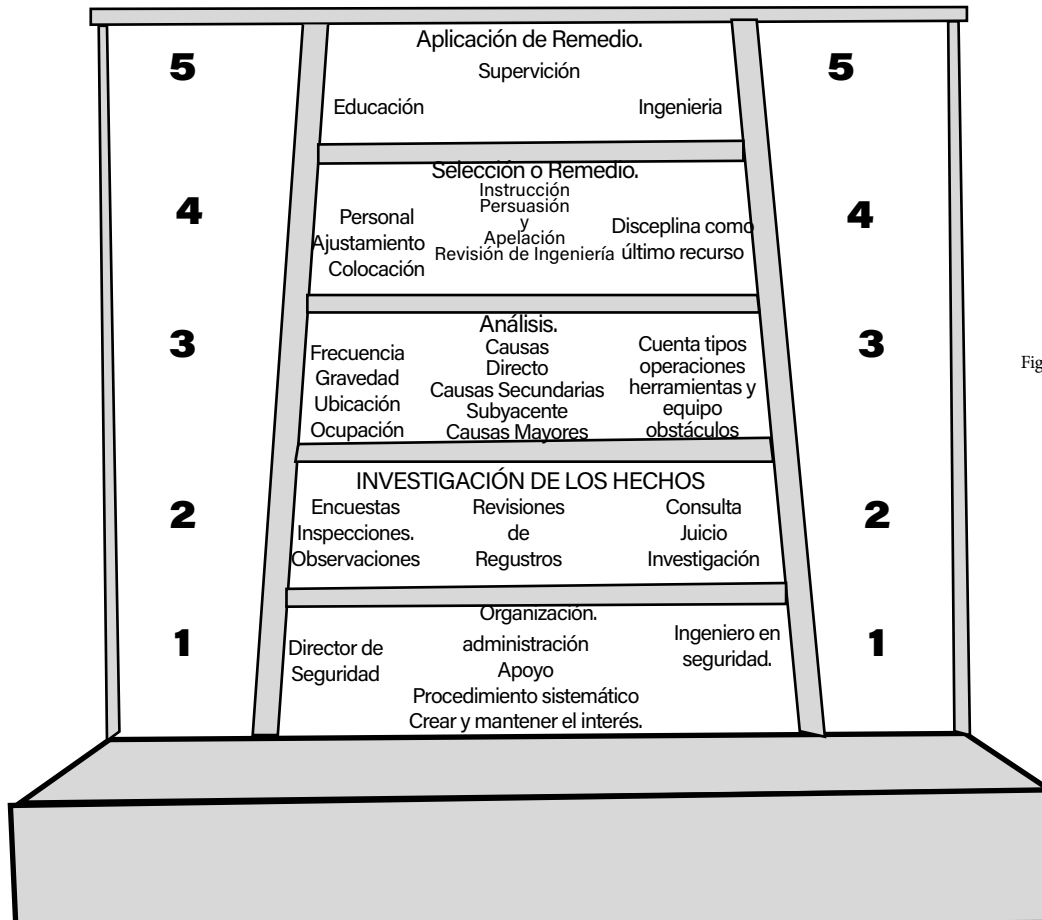 5
5
Aplicación de Remedio.
Supervición
Educación
Ingenieria
4
4
Selección o Remedio.
Personal
Ajustamiento
Colocación
Instrucción
Persuasión
y
Apelación
Revisión de Ingeniería
Disceplina como
último recurso
3
3
Análisis.
Frecuencia
Gravedad
Ubicación
Ocupación
Causas
Directo
Causas Secundarias
Subyacente
Causas Mayores
Cuenta tipos
operaciones
herramientas y
equipo
obstáculos
Fig
2
2
INVESTIGACIÓN DE LOS HECHOS
Encuestas
Inspecciones.
Observaciones
Revisiones
de
Regustros
Consulta
Juicio
Investigación
1
1
Organización.
Director de
Seguridad
administración
Apoyo
Procedimiento sistemático
Crear y mantener el interés.
Ingeniero en
seguridad.